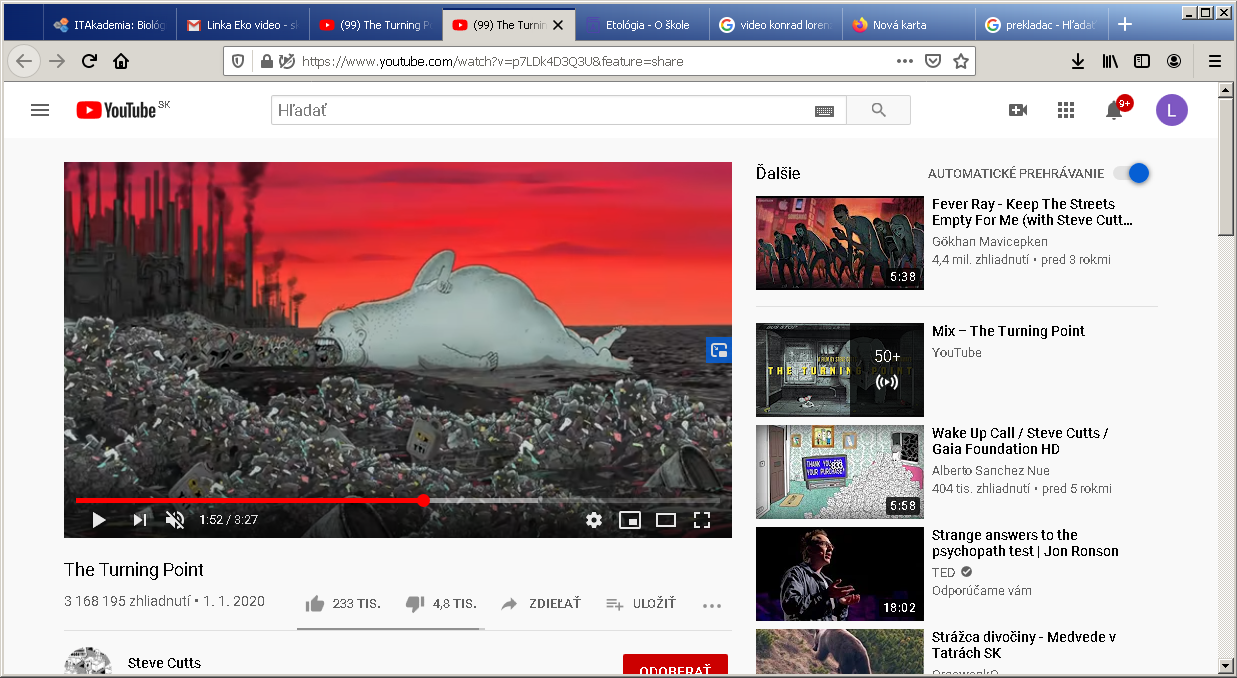 ITAkademia: Biológ
Linka Eko video - s
(99) The Turning P
(99) The Turnin
Etológia - O škole
video konrad loren
Nová karta
prekladac - Hľadať
https://www.youtube.com/watch?v=p7LDk4D3Q3U&feature=share
YouTube SK
Hľadať
9+
L
1:52 / 3:27
The Turning Point
3 168 195 zhliadnutí • 1. 1. 2020
233 TIS.
4,8 TIS.
ZDIEĽAŤ
ULOŽIŤ
Steve Cutts
ODOBERAŤ
Ďalšie
AUTOMATICKÉ PREHRÁVANIE
5:38
Fever Ray - Keep The Streets
Empty For Me (with Steve Cutt...
Gökhan Mavicepken
4,4 mil. zhliadnutí • pred 3 rokmi
THE TURNING POINT
50+
Mix – The Turning Point
YouTube
THANK YOU FOR
YOUR PURCHASE!
5:58
Wake Up Call / Steve Cutts /
Gaia Foundation HD
Alberto Sanchez Nue
404 tis. zhliadnutí • pred 5 rokmi
18:02
Strange answers to the
psychopath test | Jon Ronson
TED
Odporúčame vám
Strážca divočiny - Medvede v
Tatrách SK